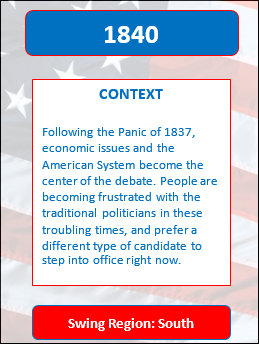 1840
CONTEXT
Following the Panic of 1837,
economic issues and the
American System become the
center of the debate. People are
becoming frustrated with the
traditional politicians in these
troubling times, and prefer a
different type of candidate to
step into office right now.
Swing Region: South